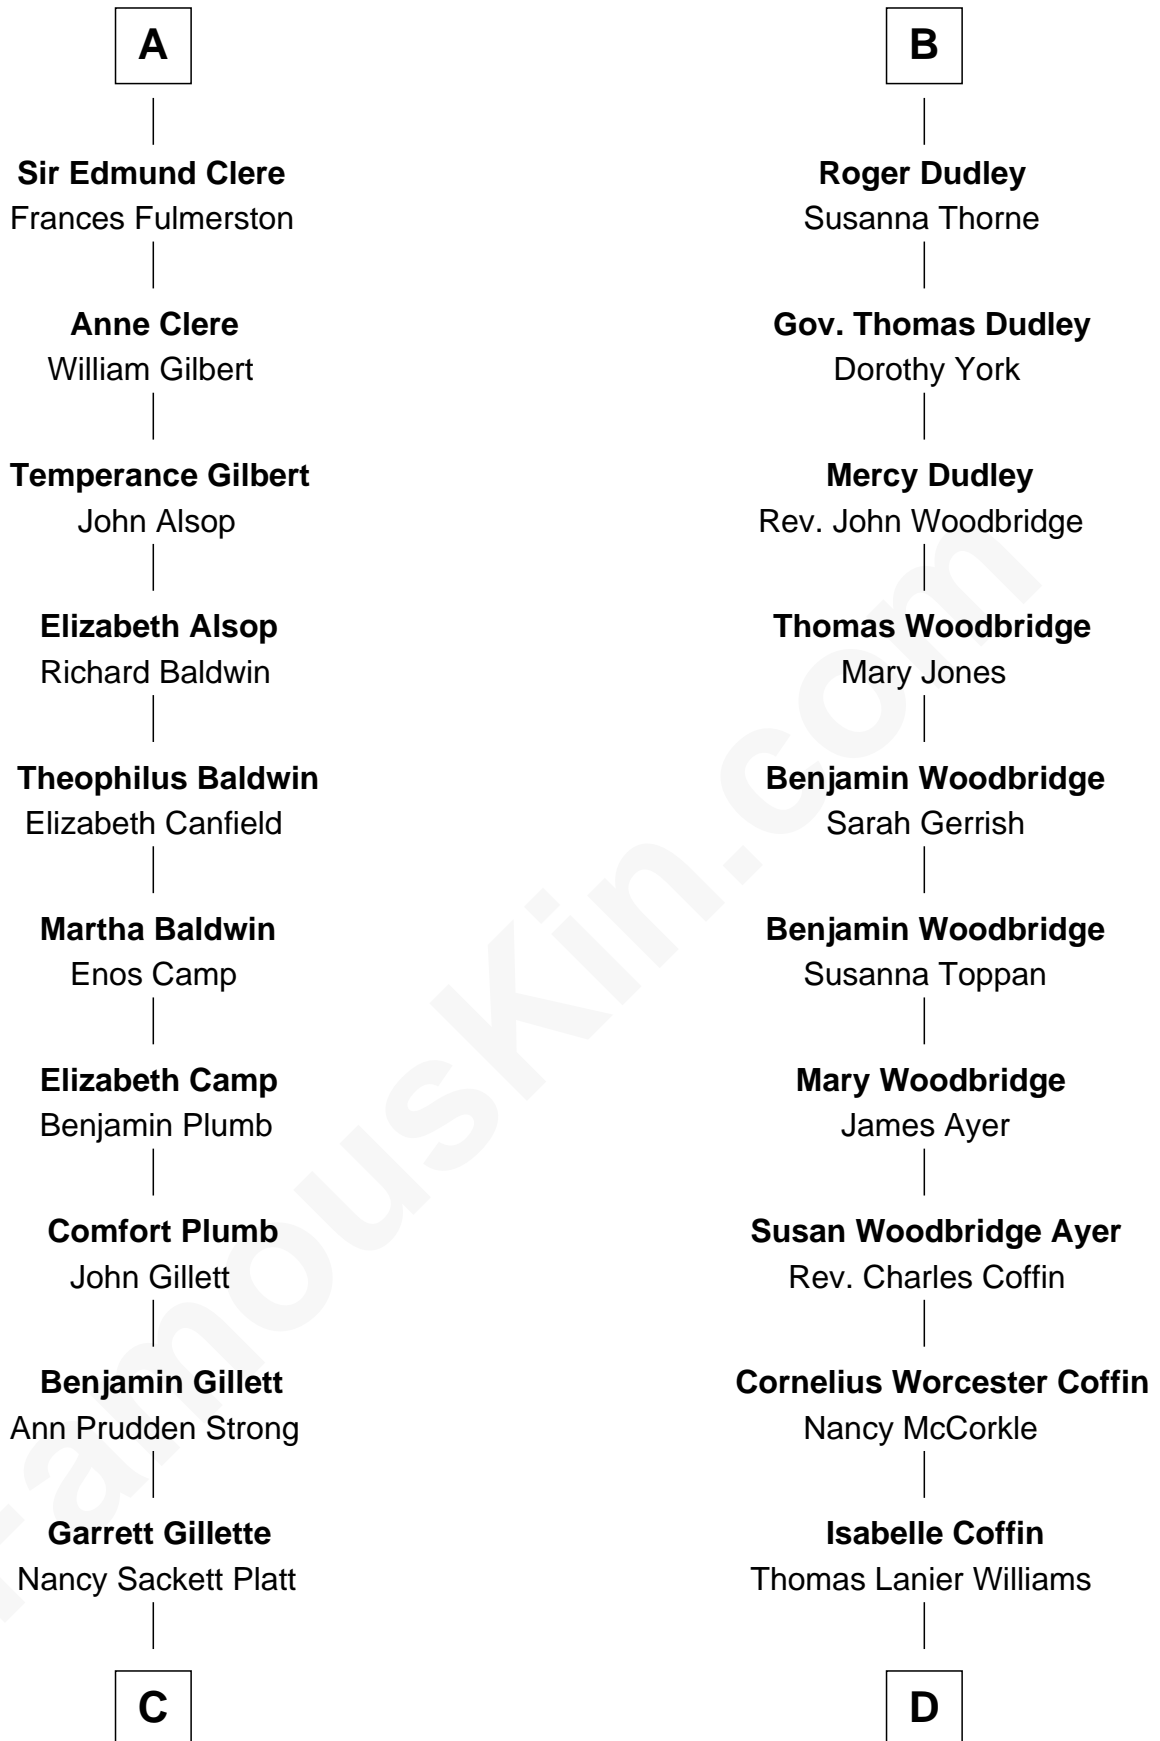 A
Sir Edmund Clere
Frances Fulmerston
Anne Clere
William Gilbert
Temperance Gilbert
John Alsop
Elizabeth Alsop
Richard Baldwin
Theophilus Baldwin
Elizabeth Canfield
Martha Baldwin
Enos Camp
Elizabeth Camp
Benjamin Plumb
Comfort Plumb
John Gillett
Benjamin Gillett
Ann Prudden Strong
Garrett Gillette
Nancy Sackett Platt
C
B
Roger Dudley
Susanna Thorne
Gov. Thomas Dudley
Dorothy York
Mercy Dudley
Rev. John Woodbridge
Thomas Woodbridge
Mary Jones
Benjamin Woodbridge
Sarah Gerrish
Benjamin Woodbridge
Susanna Toppan
Mary Woodbridge
James Ayer
Susan Woodbridge Ayer
Rev. Charles Coffin
Cornelius Worcester Coffin
Nancy McCorkle
Isabelle Coffin
Thomas Lanier Williams
D
FamousKin.com